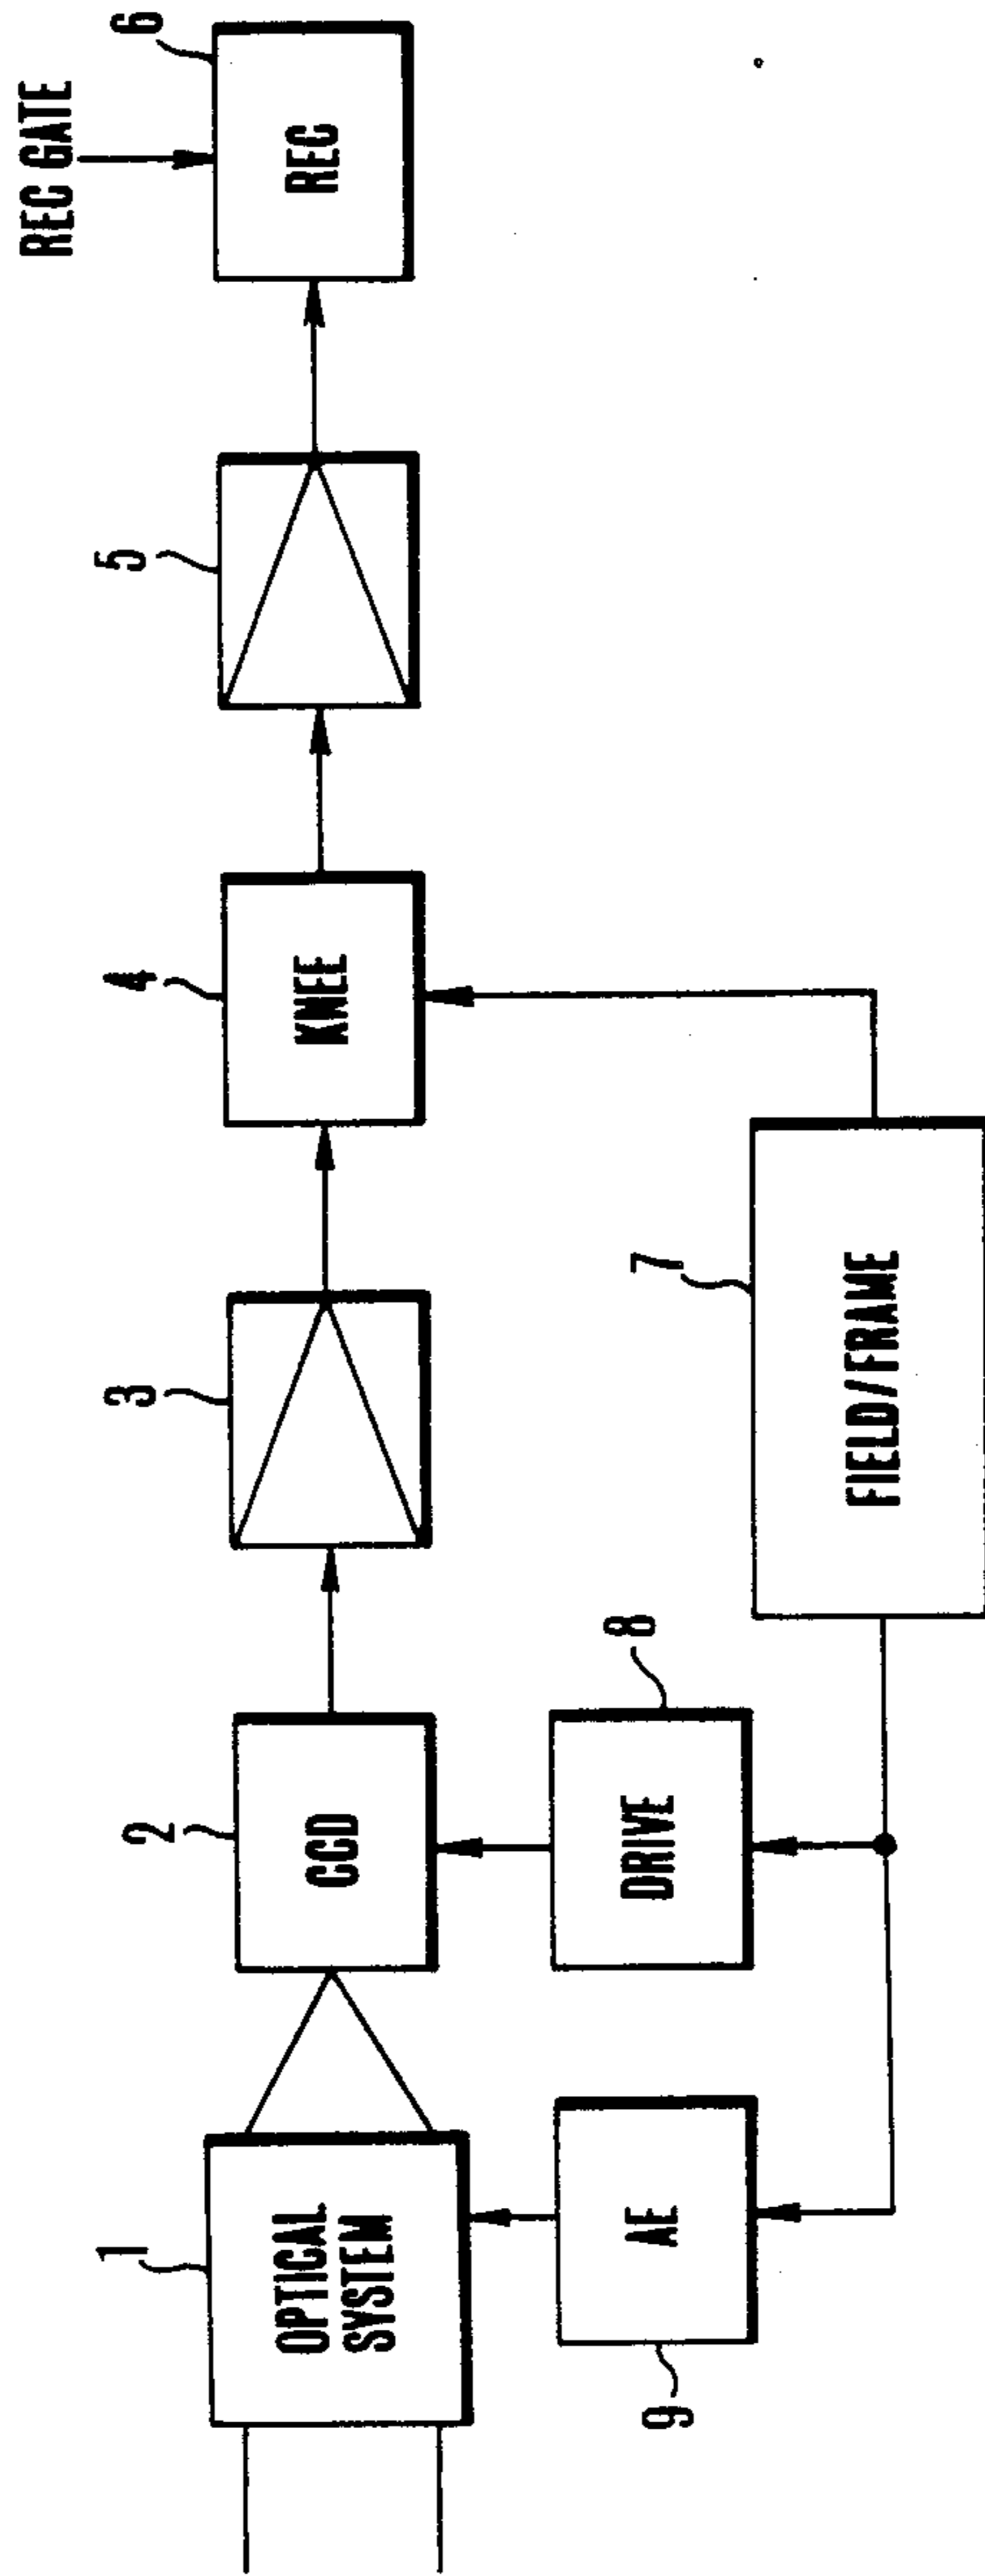 REC GATE
1
OPTICAL
SYSTEM
2
CCD
3
4
KNEE
5
6
REC
9
AE
8
DRIVE
7
FIELD/FRAME